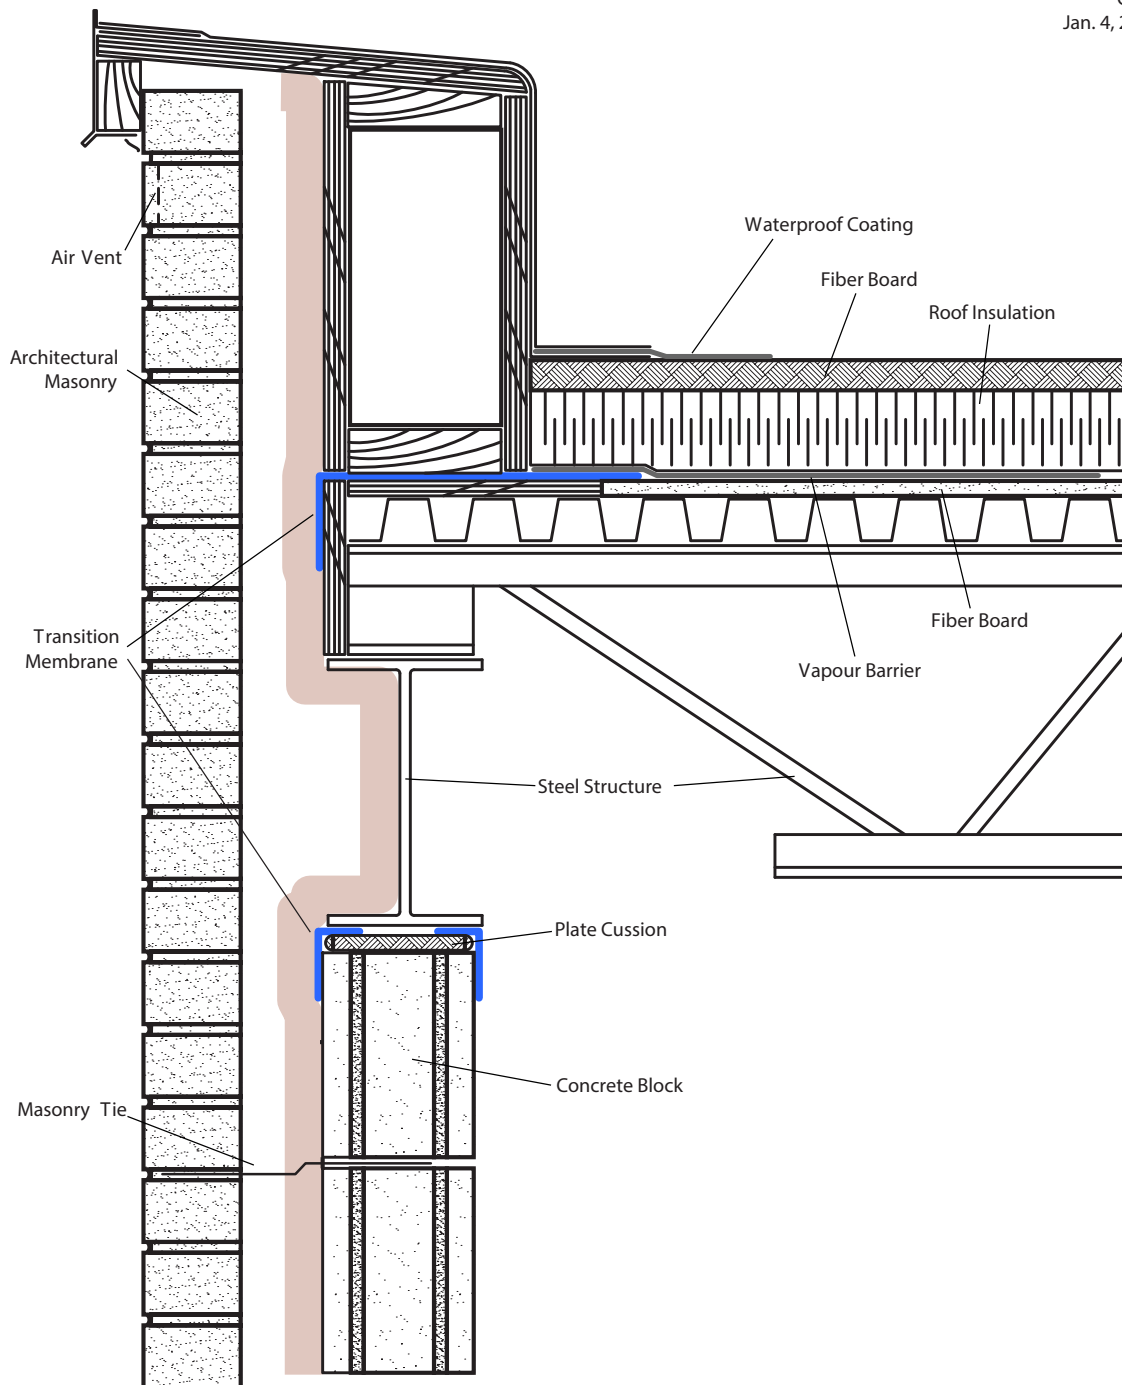 Jan. 4, 2
Waterproof Coating
Air Vent
Fiber Board
Roof Insulation
Architectural
Masonry
Fiber Board
Transition
Membrane
Vapour Barrier
Steel Structure
Plate Cussion
Concrete Block
Masonry Tie